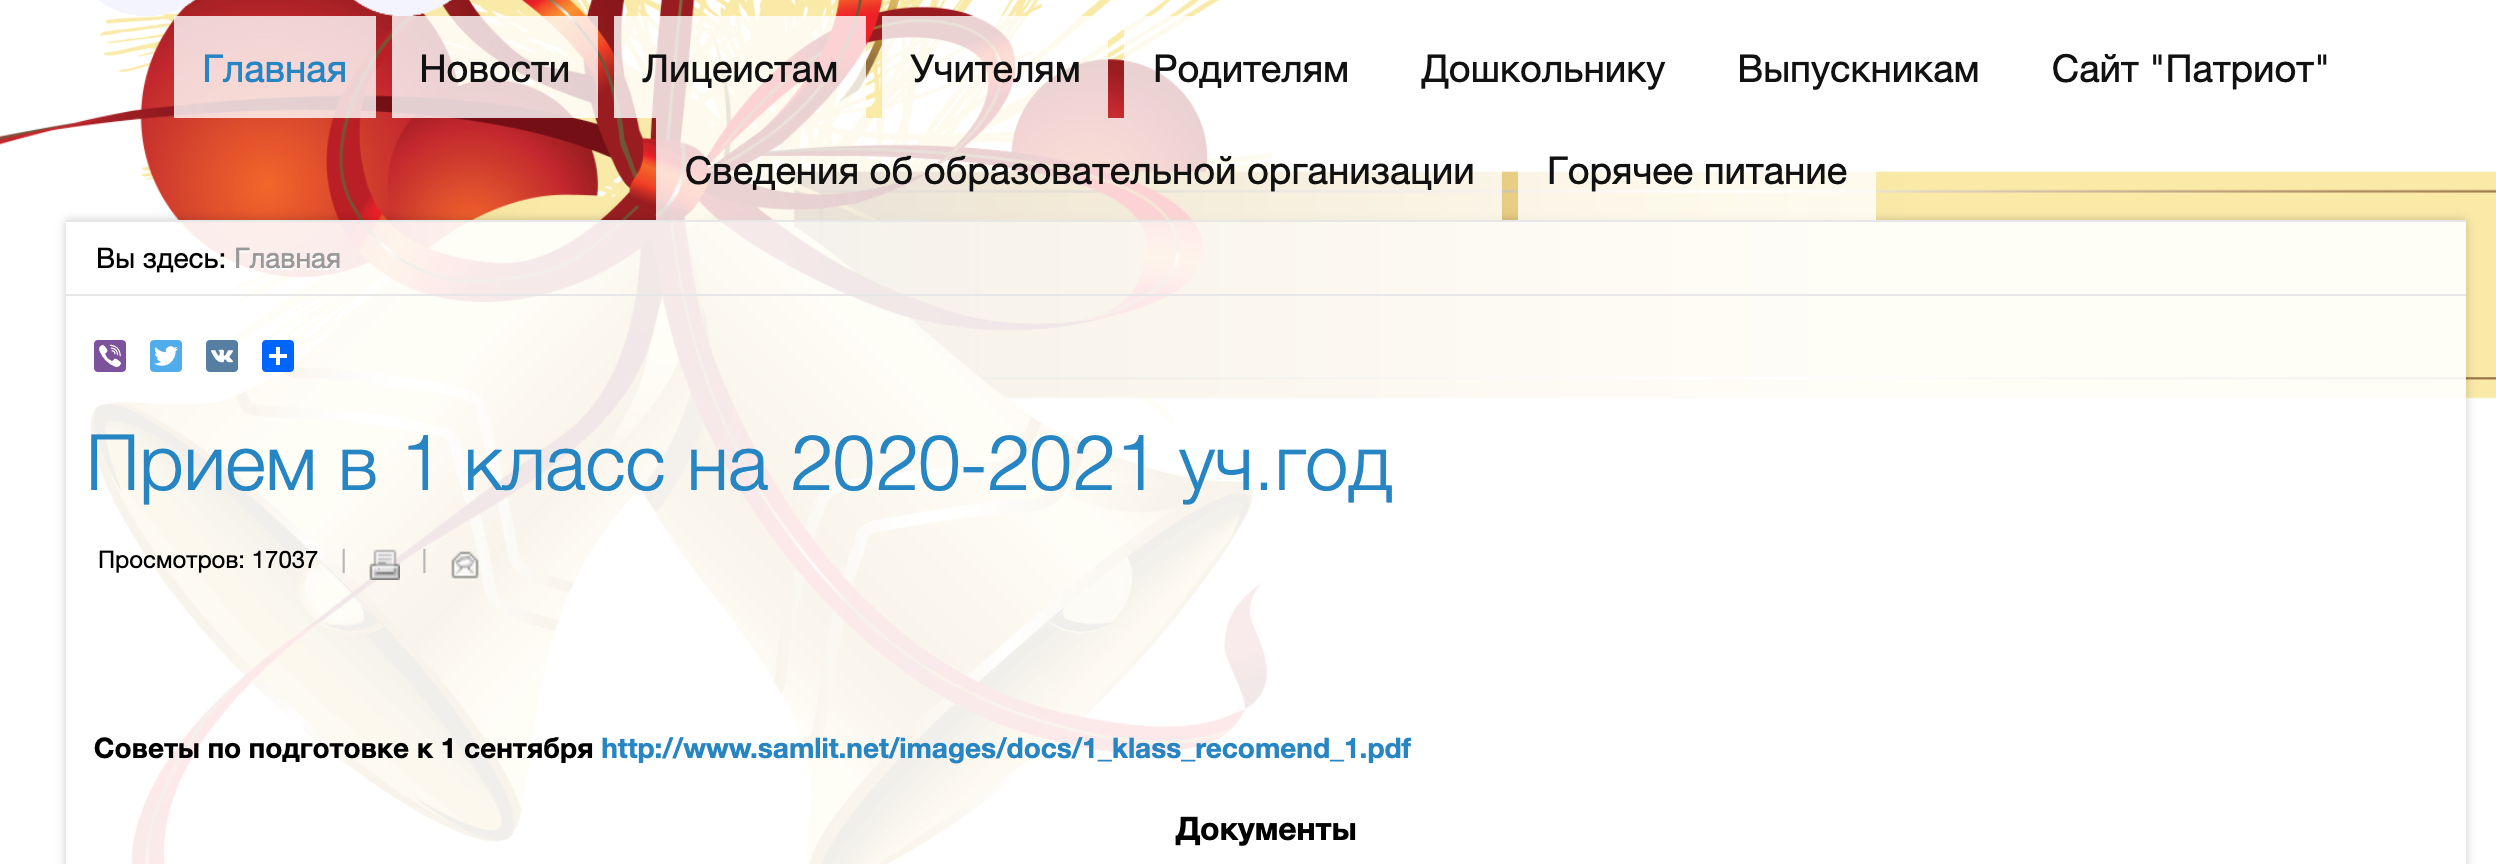 Главная Новости Лицеистам Учителям Родителям Дошкольнику Выпускникам Сайт "Патриот"
Сведения об образовательной организации Горячее питание
Вы здесь: Главная
Прием в 1 класс на 2020-2021 уч.год
Просмотров: 17037 | |
Советы по подготовке к 1 сентября http://www.samlit.net/images/docs/1_klass_recomend_1.pdf
Документы